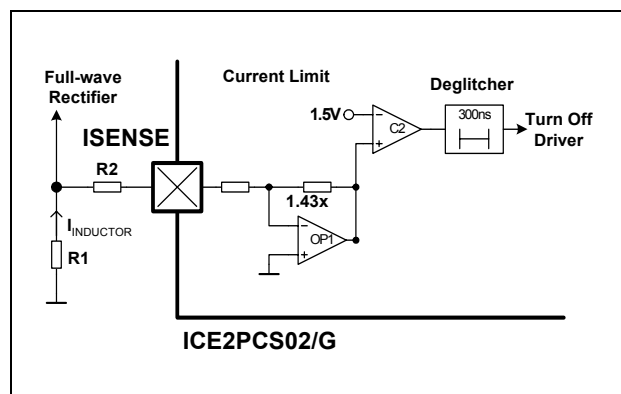 Full-wave
Rectifier
Current Limit
Deglitcher
1.5V
C2
300ns
Turn Off
Driver
ISENSE
R2
1.43x
IINDUCTOR
OP1
R1
ICE2PCS02/G